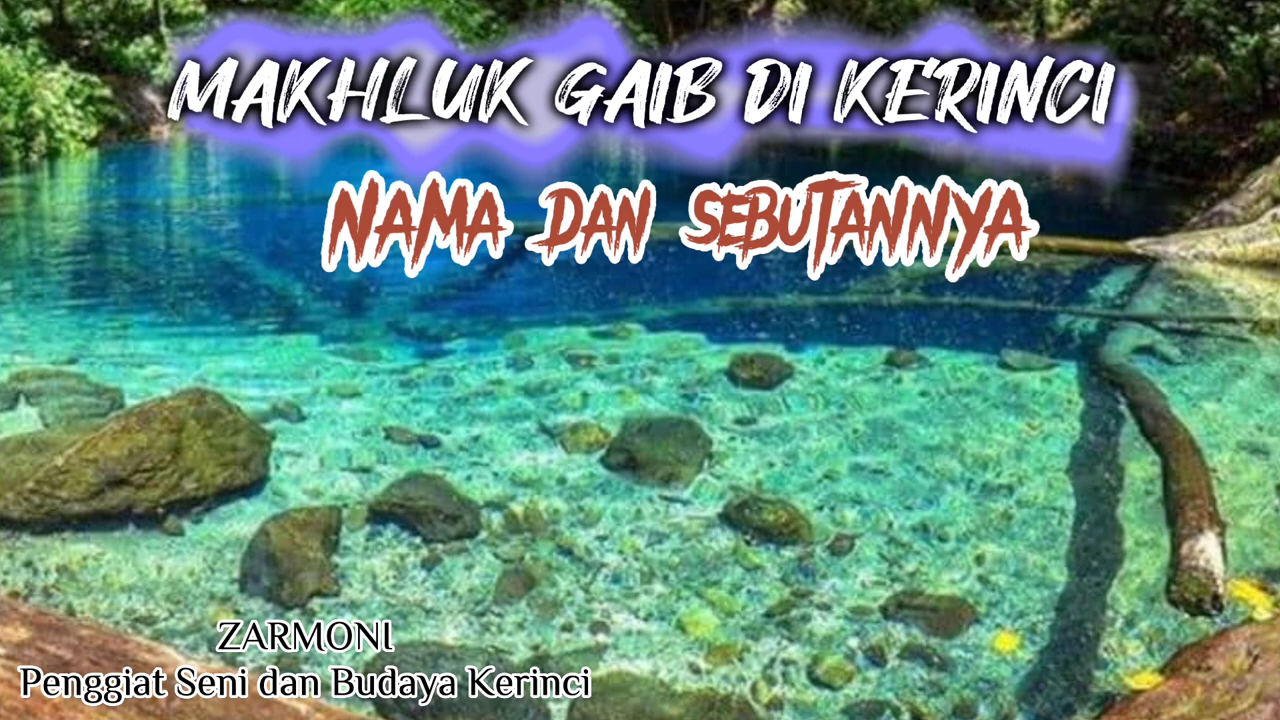 MAKHLUK GAIB DI KERINCI
NAMA DAN SEBUTANNYA
ZARMONI
Penggiat Seni dan Budaya Kerinci